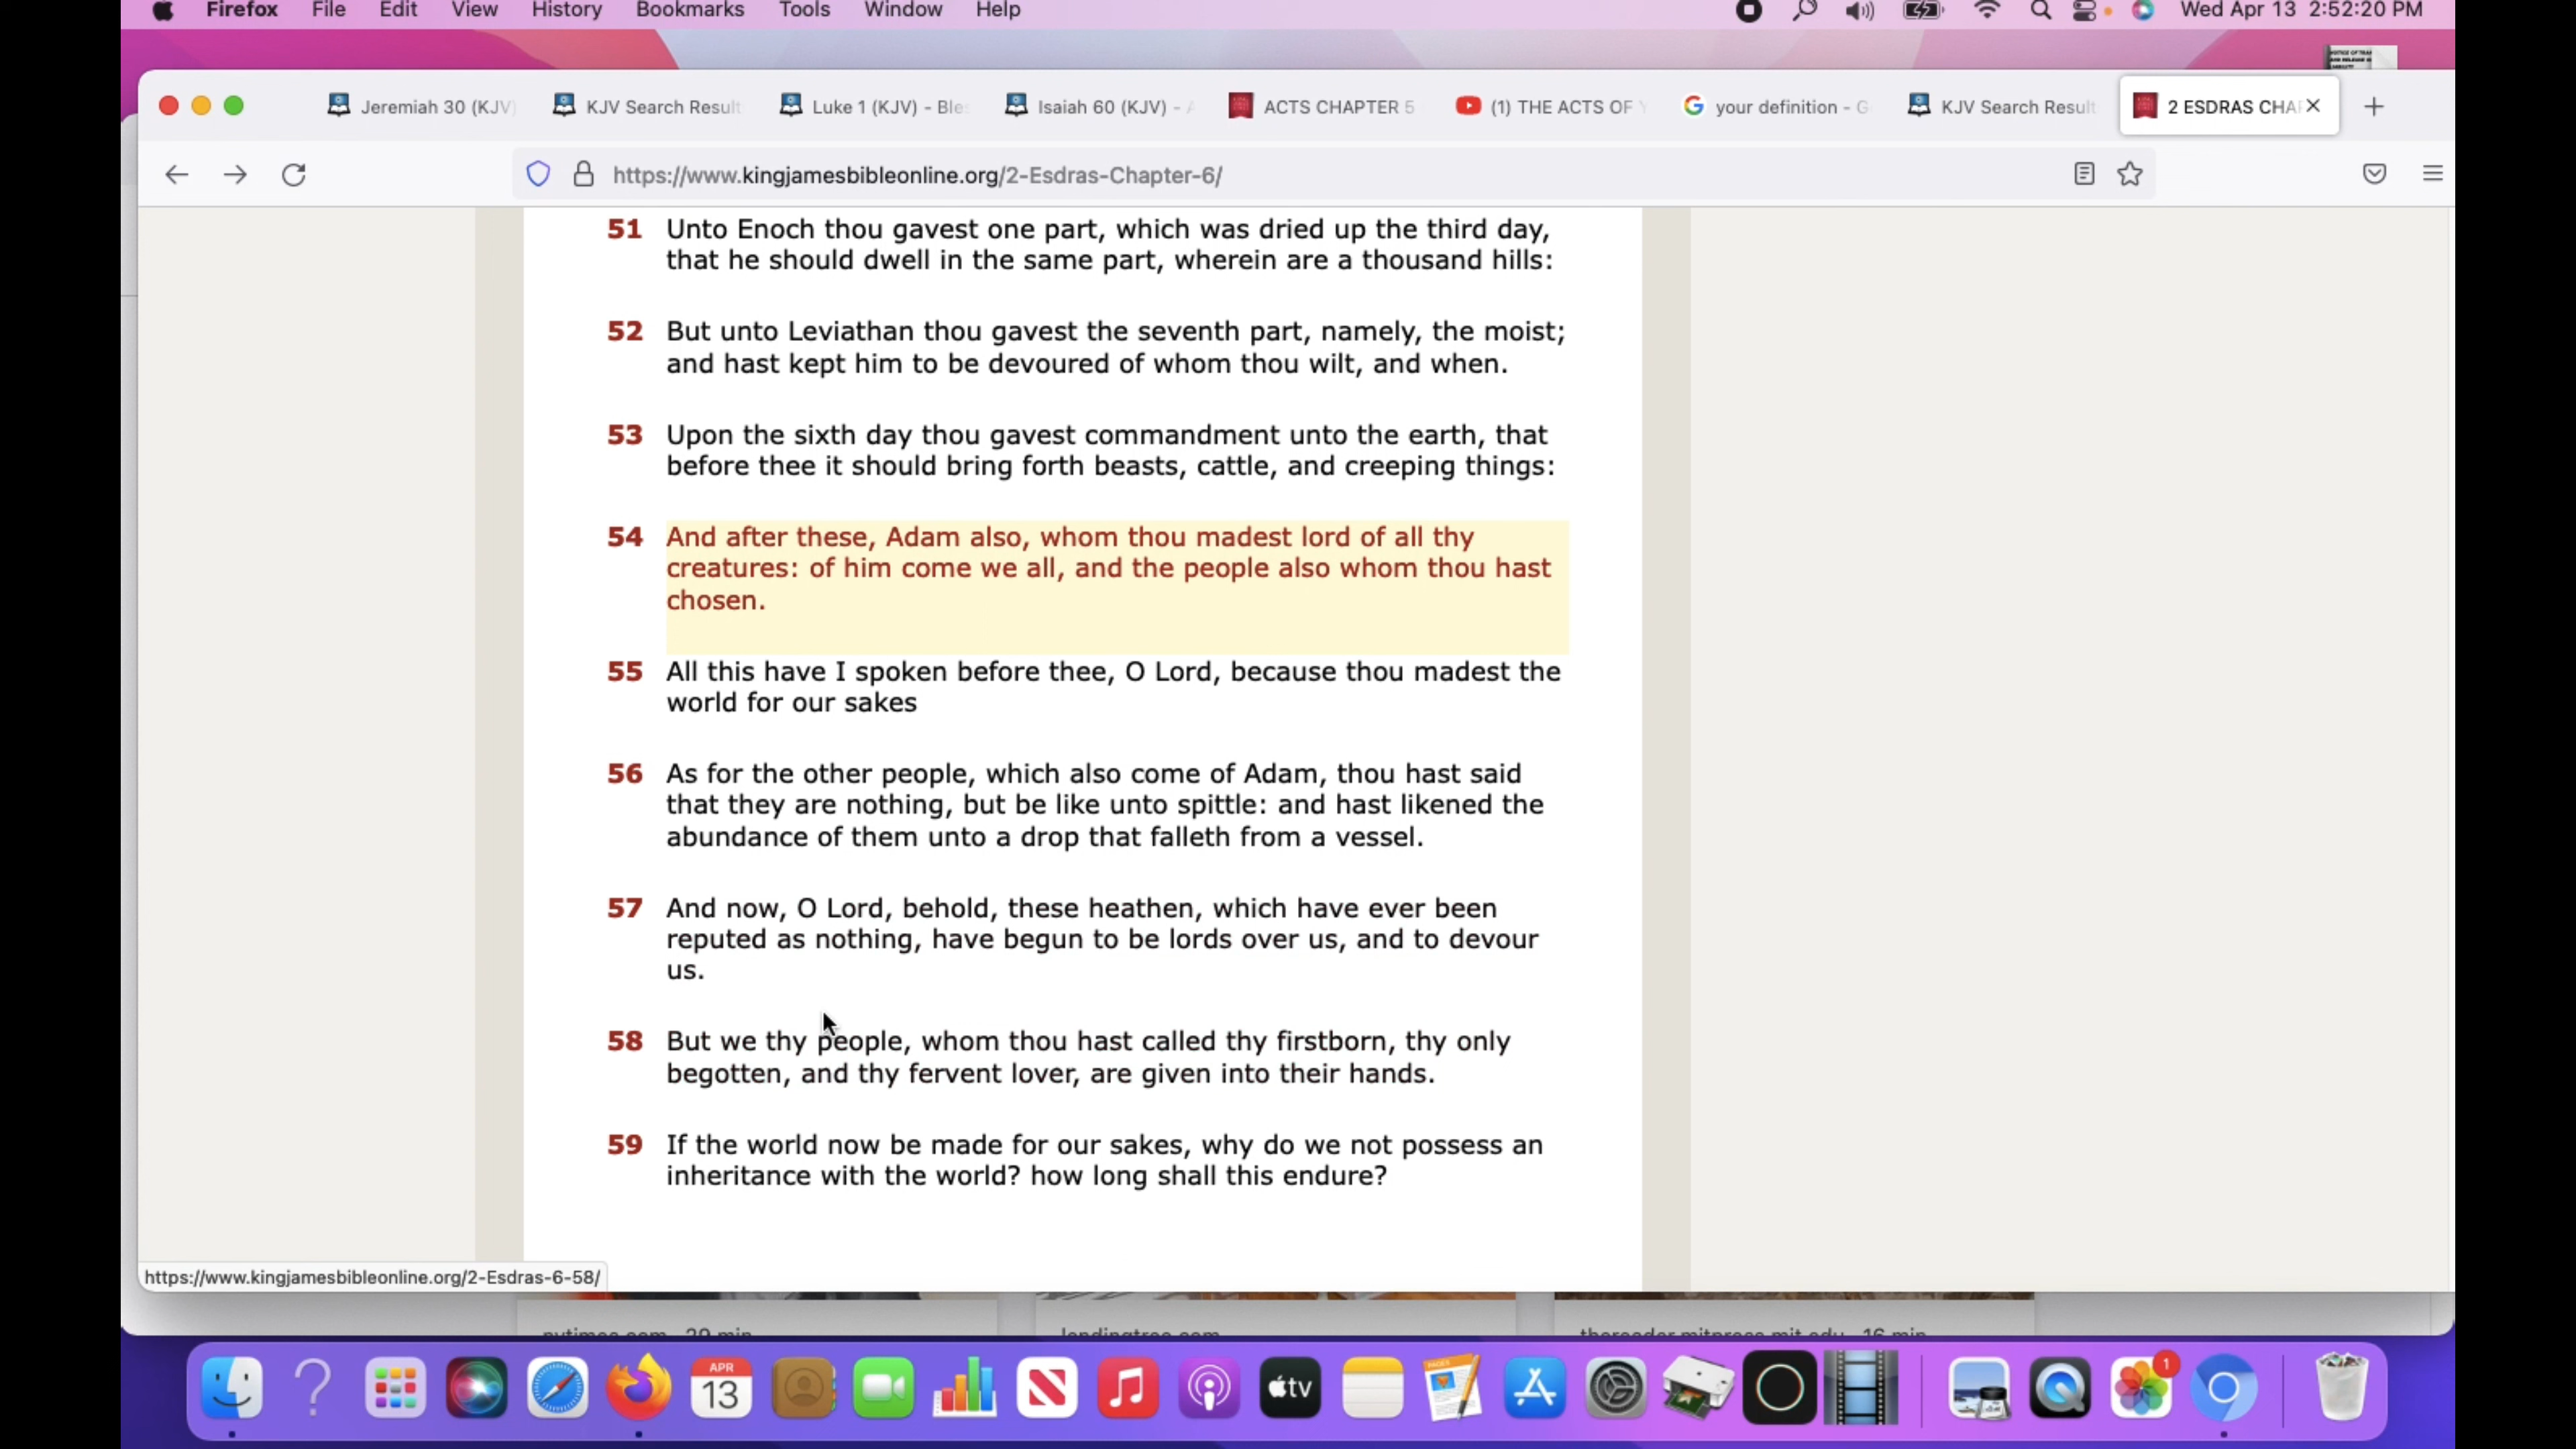 Firefox File Edit View History Bookmarks Tools Window Help Wed Apr 13 2:52:20 PM
Jeremiah 30 (KJV) KJV Search Result Luke 1 (KJV) - Ble Isaiah 60 (KJV) - A ACTS CHAPTER 5 (1) THE ACTS OF Y your definition - G KJV Search Result 2 ESDRAS CHA
https://www.kingjamesbibleonline.org/2-Esdras-Chapter-6/
51 Unto Enoch thou gavest one part, which was dried up the third day,
that he should dwell in the same part, wherein are a thousand hills:
52 But unto Leviathan thou gavest the seventh part, namely, the moist;
and hast kept him to be devoured of whom thou wilt, and when.
53 Upon the sixth day thou gavest commandment unto the earth, that
before thee it should bring forth beasts, cattle, and creeping things:
54 And after these, Adam also, whom thou madest lord of all thy
creatures: of him come we all, and the people also whom thou hast
chosen.
55 All this have I spoken before thee, O Lord, because thou madest the
world for our sakes
56 As for the other people, which also come of Adam, thou hast said
that they are nothing, but be like unto spittle: and hast likened the
abundance of them unto a drop that falleth from a vessel.
57 And now, O Lord, behold, these heathen, which have ever been
reputed as nothing, have begun to be lords over us, and to devour
us.
58 But we thy people, whom thou hast called thy firstborn, thy only
begotten, and thy fervent lover, are given into their hands.
59 If the world now be made for our sakes, why do we not possess an
inheritance with the world? how long shall this endure?
https://www.kingjamesbibleonline.org/2-Esdras-6-58/
APR
13
tv
PAGES
1